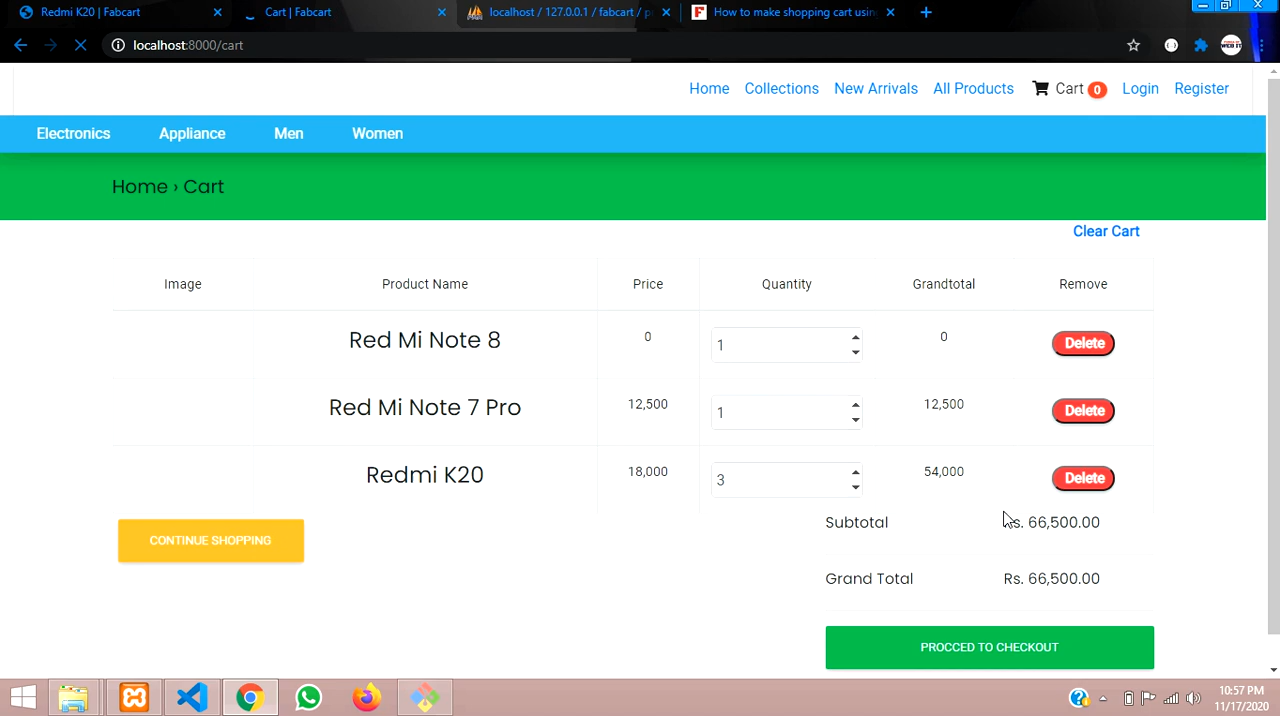 Redmi K20 | Fabcart
Cart | Fabcart
localhost / 127.0.0.1 / fabcart / p
How to make shopping cart using
localhost:8000/cart
Home Collections New Arrivals All Products Cart 0 Login Register
Electronics Appliance Men Women
Home › Cart
Clear Cart
Image Product Name Price Quantity Grandtotal Remove
Red Mi Note 8 0 1 0 Delete
Red Mi Note 7 Pro 12,500 1 12,500 Delete
Redmi K20 18,000 3 54,000 Delete
Subtotal Rs. 66,500.00
CONTINUE SHOPPING
Grand Total Rs. 66,500.00
PROCCED TO CHECKOUT
10:57 PM
11/17/2020